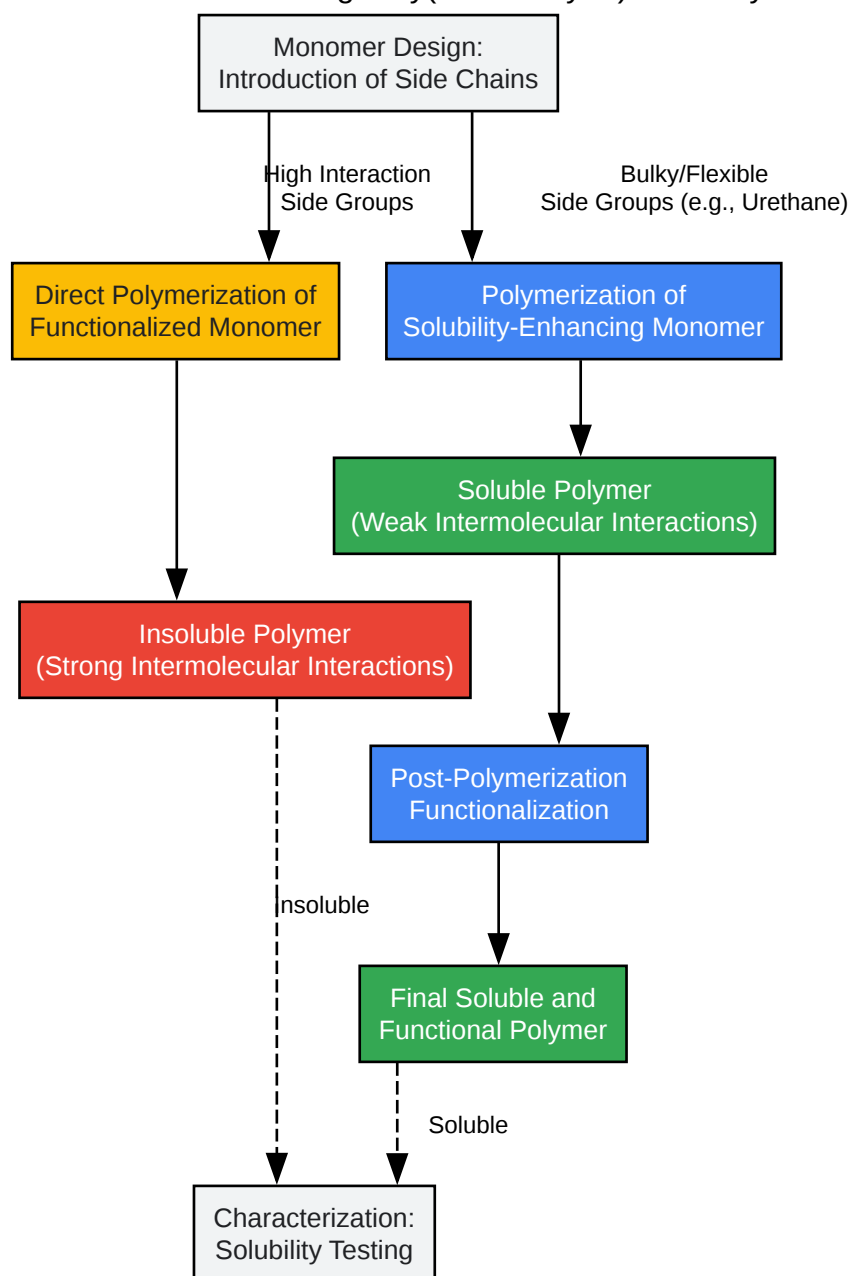 Monomer Design:
Introduction of Side Chains
High Interaction
Side Groups
Bulky/Flexible
Side Groups (e.g., Urethane)
Direct Polymerization of
Functionalized Monomer
Polymerization of
Solubility-Enhancing Monomer
Soluble Polymer
(Weak Intermolecular Interactions)
Insoluble Polymer
(Strong Intermolecular Interactions)
Post-Polymerization
Functionalization
Insoluble
Final Soluble and
Functional Polymer
Soluble
Characterization:
Solubility Testing